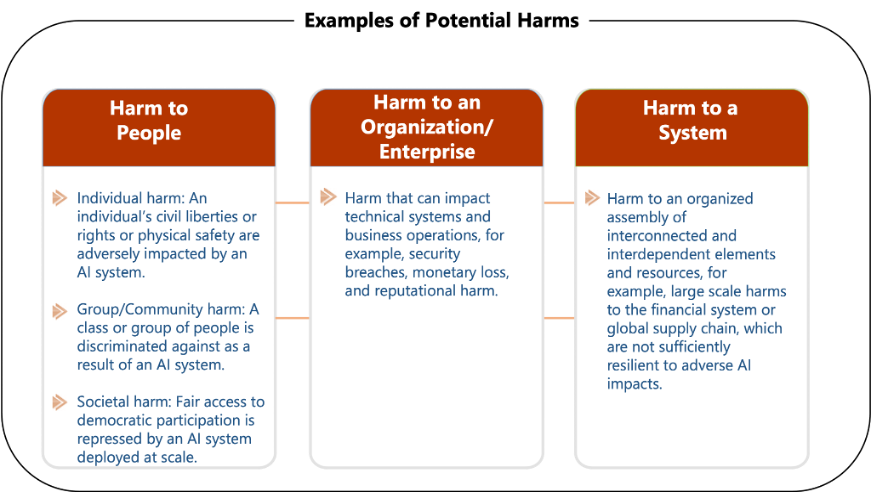 Examples of Potential Harms
Harm to
People
Individual harm: An
individual's civil liberties or
rights or physical safety are
adversely impacted by an
AI system.
Group/Community harm: A
class or group of people is
discriminated against as a
result of an AI system.
Societal harm: Fair access to
democratic participation is
repressed by an AI system
deployed at scale.
Harm to an
Organization/
Enterprise
Harm that can impact
technical systems and
business operations, for
example, security
breaches, monetary loss,
and reputational harm.
Harm to a
System
Harm to an organized
assembly of
interconnected and
interdependent elements
and resources, for
example, large scale harms
to the financial system or
global supply chain, which
are not sufficiently
resilient to adverse AI
impacts.